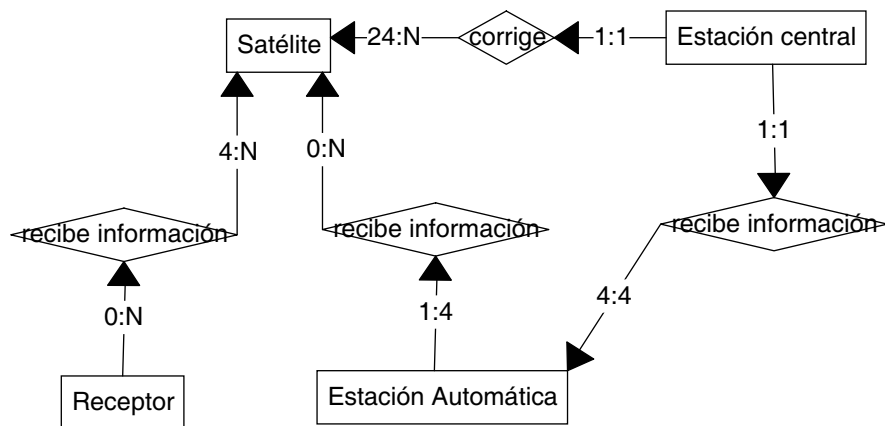 Satélite
24:N
corrige
1:1
Estación central
4:N
0:N
1:1
recibe información
recibe información
recibe información
0:N
1:4
4:4
Receptor
Estación Automática